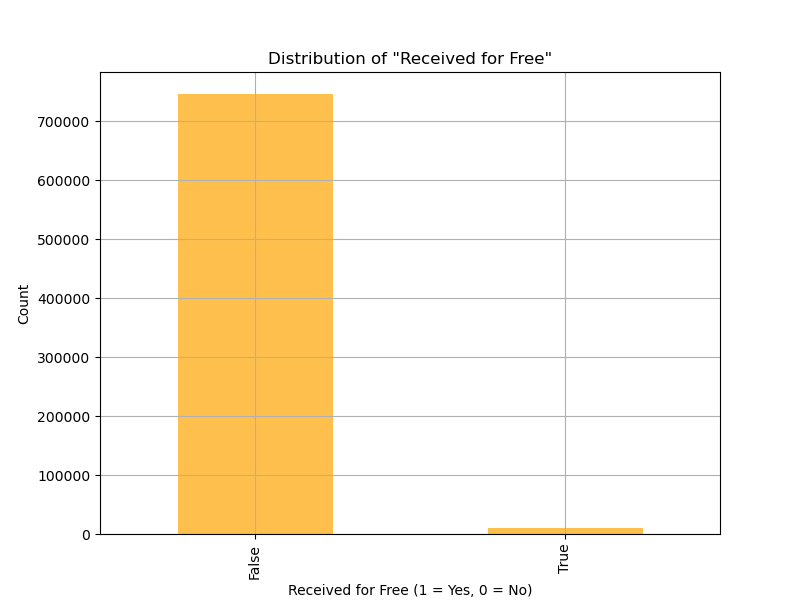 Distribution of "Received for Free"
700000
600000
500000
400000
300000
200000
100000
0
Count
False
True
Received for Free (1 = Yes, 0 = No)